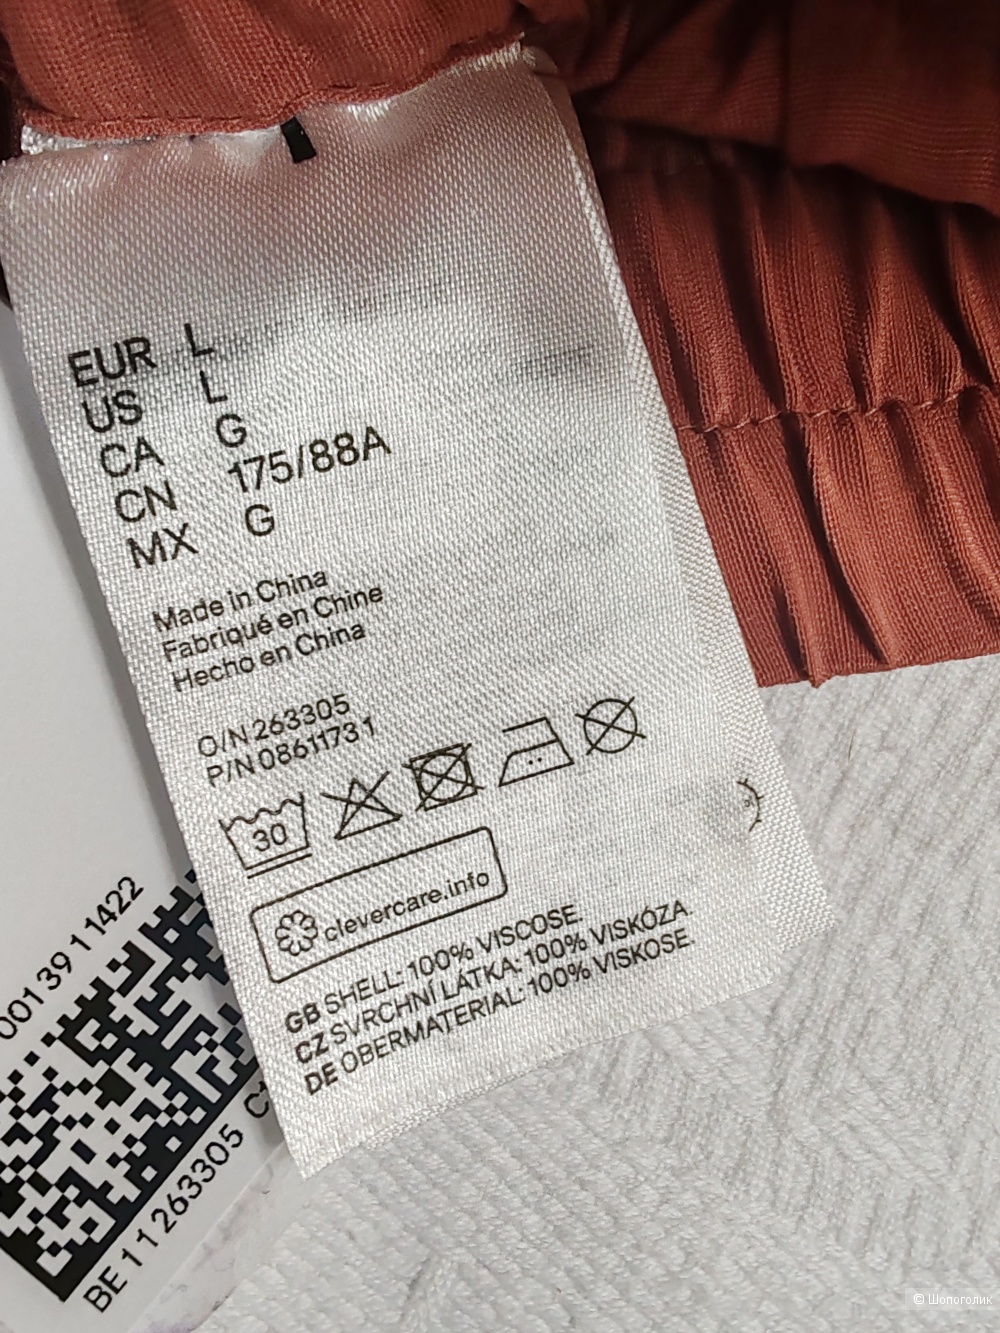 EUR L
US L
CA G
CN 175/88A
MX G
Made in China
Fabriqué en Chine
Hecho en China
O/N 263305
P/N 08611731
30
clevercare.info
GB SHELL: 100% VISCOSE.
CZ SVRCHNÍ LÁTKA: 100% VISKÓZA.
DE OBERMATERIAL: 100% VISKOSE.
001 39 11422
BE 1 1 263305
© Шопоголик